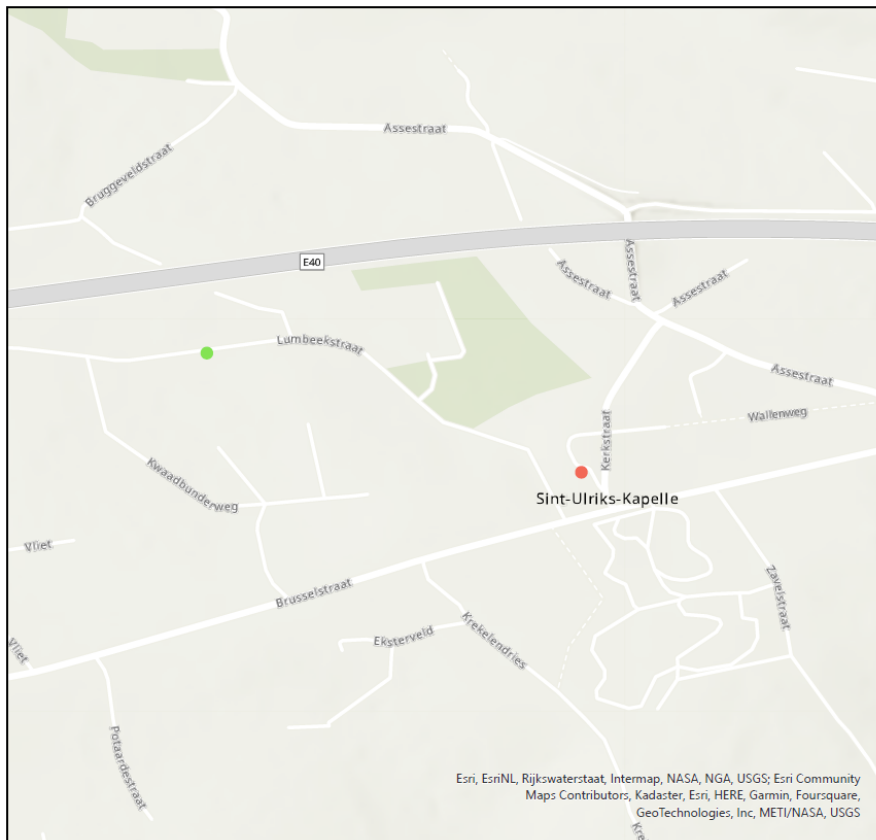 Assestraat
Bruggeveldstraat
E40
Assestraat
Assestraat
Assestraat
Lumbeekstraat
Assestraat
Wallenweg
Kerkstraat
Kwaadbunderweg
Sint-Ulriks-Kapelle
Vliet
Brusselstraat
Zavelstraat
Eksterveld
Krekelendries
Vliet
Potaardestraat
Esri, EsriNL, Rijkswaterstaat, Intermap, NASA, NGA, USGS; Esri Community
Maps Contributors, Kadaster, Esri, HERE, Garmin, Foursquare,
GeoTechnologies, Inc, METI/NASA, USGS
Kre